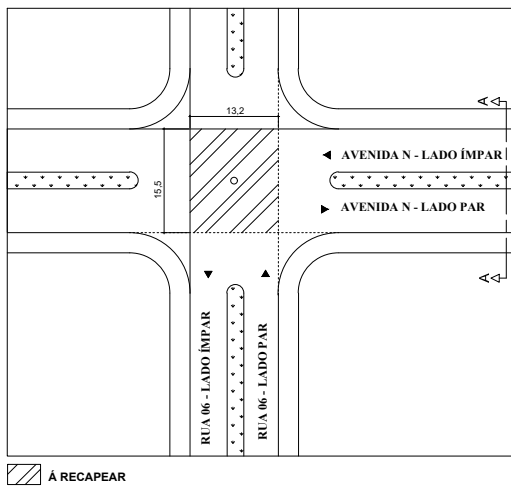 A
13,2
AVENIDA N - LADO ÍMPAR
15,5
AVENIDA N - LADO PAR
A
RUA 06 - LADO ÍMPAR
RUA 06 - LADO PAR
Á RECAPEAR